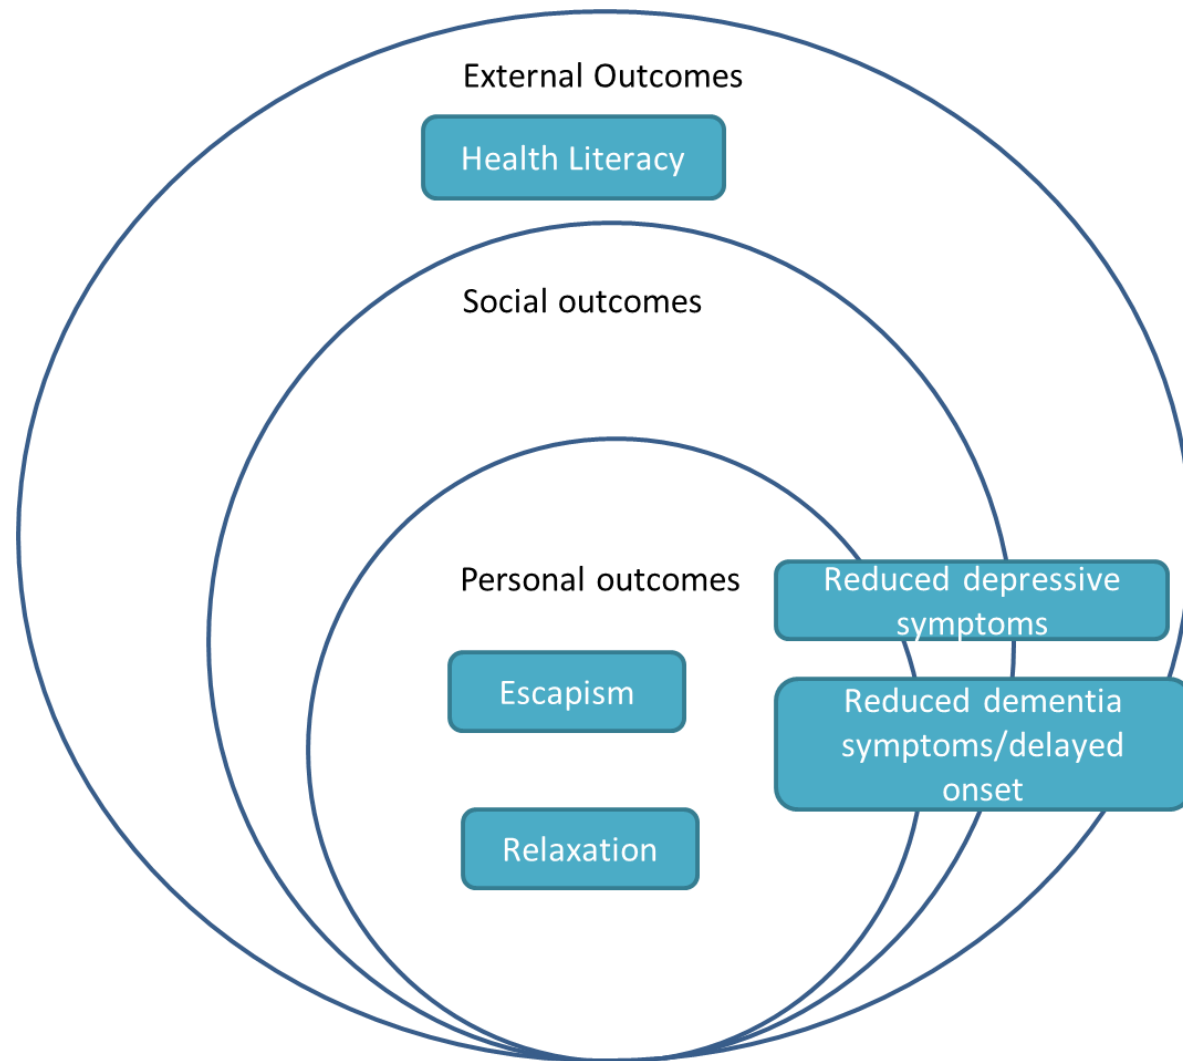 External Outcomes
Health Literacy
Social outcomes
Personal outcomes
Reduced depressive
symptoms
Escapism
Reduced dementia
symptoms/delayed
onset
Relaxation